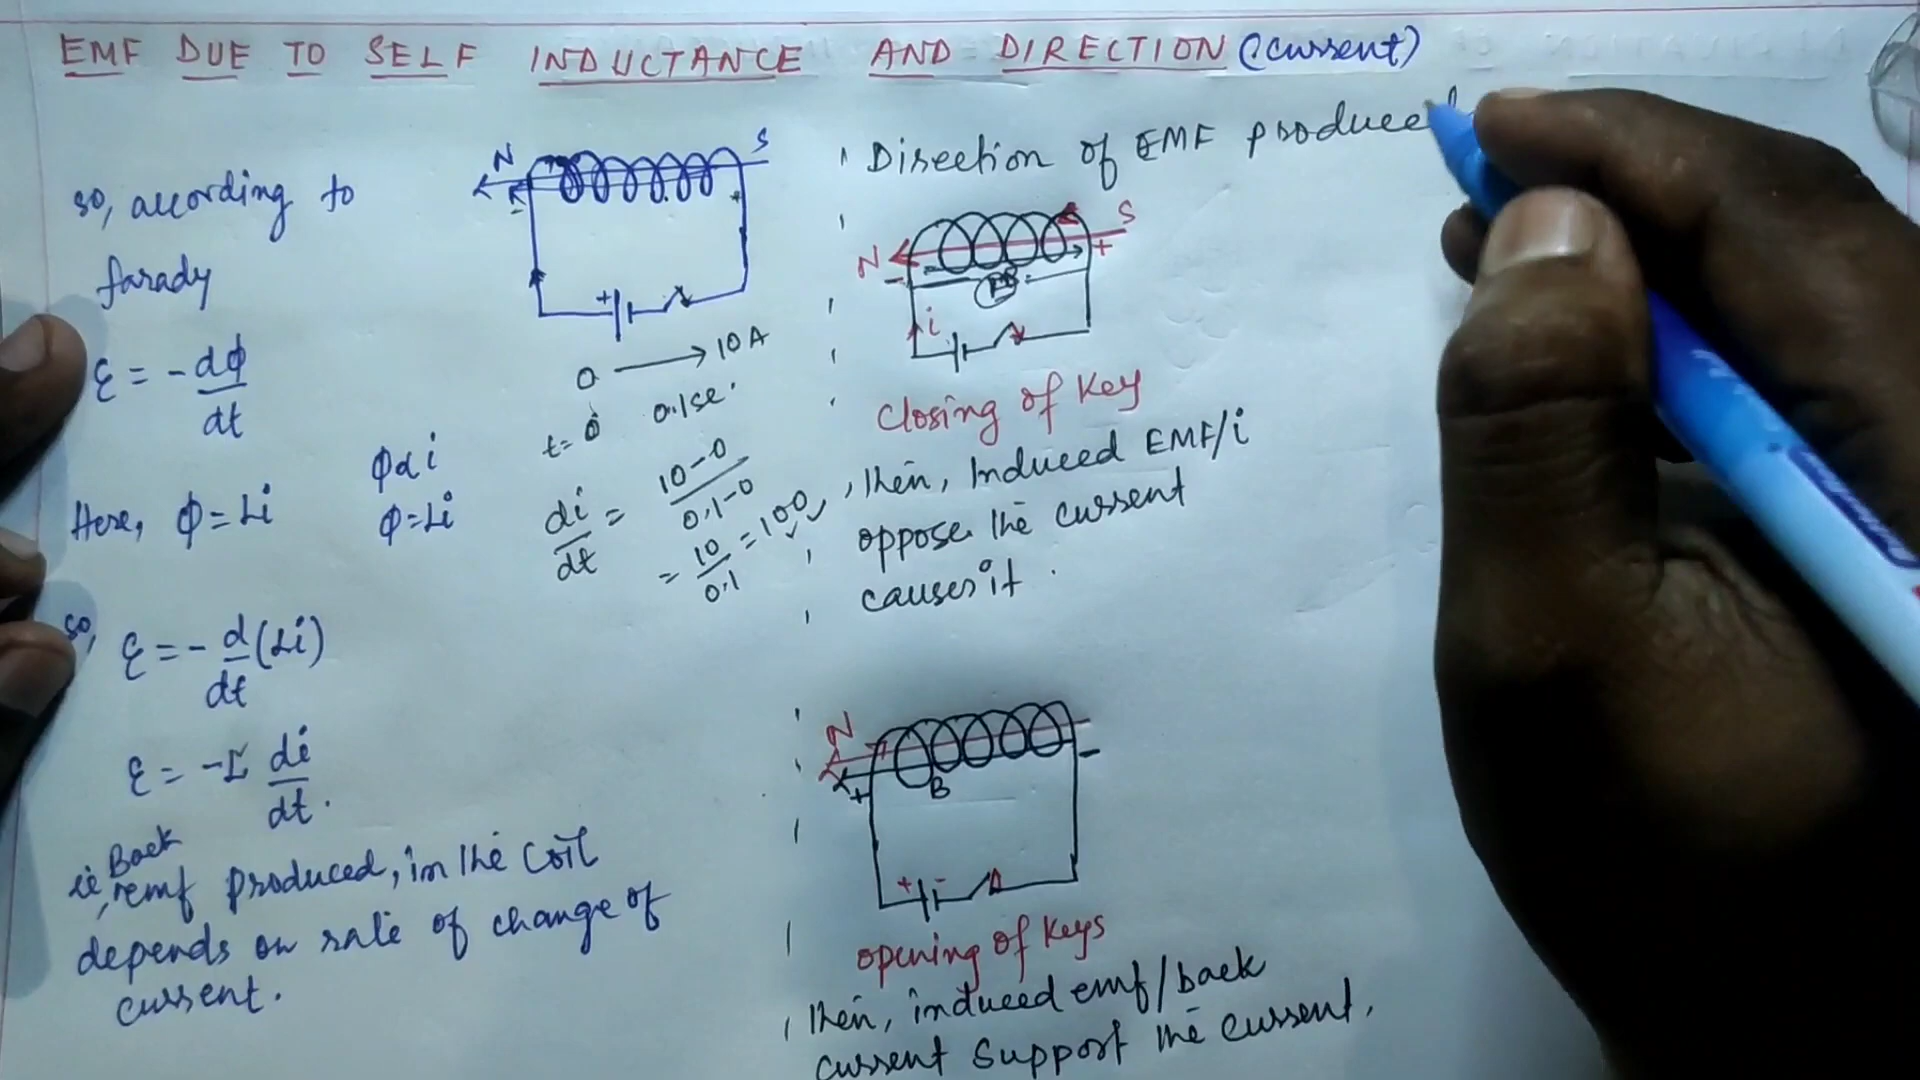 EMF DUE TO SELF INDUCTANCE AND DIRECTION (current)
so, according to
farady
ε = - dφ/dt
Here, φ = Li
φ α i
φ = Li
so, ε = - d/dt (Li)
ε = -L di/dt.
ie, Back emf produced, in the coil
depends on rate of change of
current.
N S
+
0 → 10 A
t = 0 0.1se.
di/dt = 10-0/0.1-0
= 10/0.1 = 100
Direction of EMF produced
N S
- +
i
closing of Key
then, Induced EMF/i
oppose the current
causes it.
N
+ B -
+ -
opening of Keys
then, induced emf/back
current support the current,